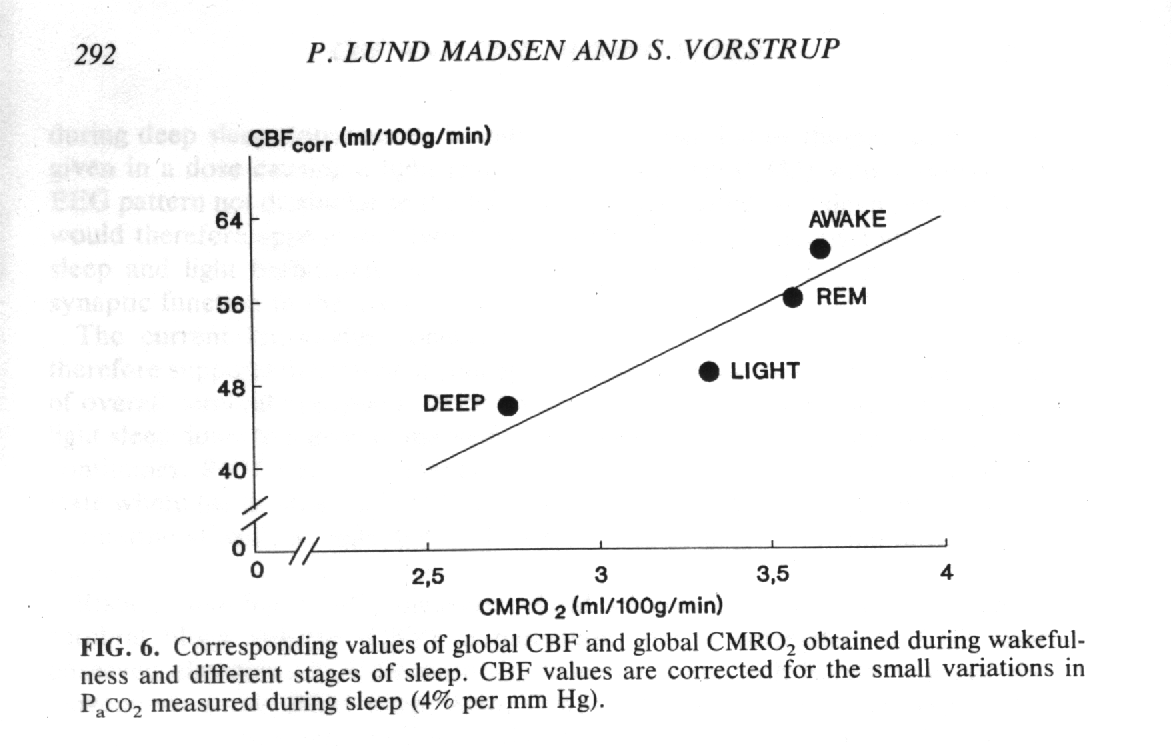 292
P. LUND MADSEN AND S. VORSTRUP
CBFcorr (ml/100g/min)
64
AWAKE
56
REM
48
LIGHT
DEEP
40
0
0
2,5
3
3,5
4
CMRO 2 (ml/100g/min)
FIG. 6. Corresponding values of global CBF and global CMRO2 obtained during wakeful-
ness and different stages of sleep. CBF values are corrected for the small variations in
PaCO2 measured during sleep (4% per mm Hg).